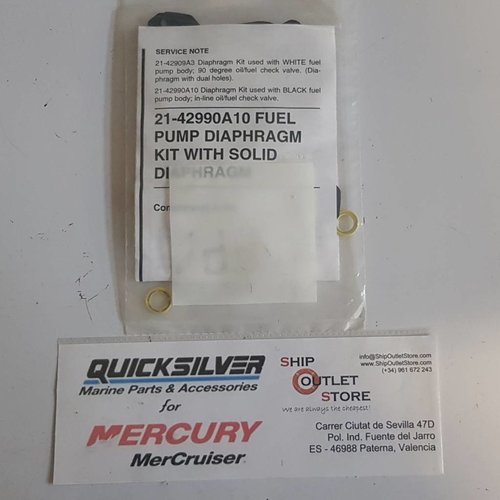 SERVICE NOTE
21-42909A3 Diaphragm Kit used with WHITE fuel
pump body; 90 degree oil/fuel check valve. (Dia-
phragm with dual holes).
21-42990A10 Diaphragm Kit used with BLACK fuel
pump body; in-line oil/fuel check valve.
21-42990A10 FUEL
PUMP DIAPHRAGM
KIT WITH SOLID
DIAPHRAGM
QUICKSILVER
Marine Parts & Accessories
for
MERCURY
MerCruiser
SHIP
OUTLET
STORE
We are always the cheapest!
info@ShipOutletStore.com
www.ShipOutletStore.com
(+34) 961 672 243
Carrer Ciutat de Sevilla 47D
Pol. Ind. Fuente del Jarro
ES - 46988 Paterna, Valencia